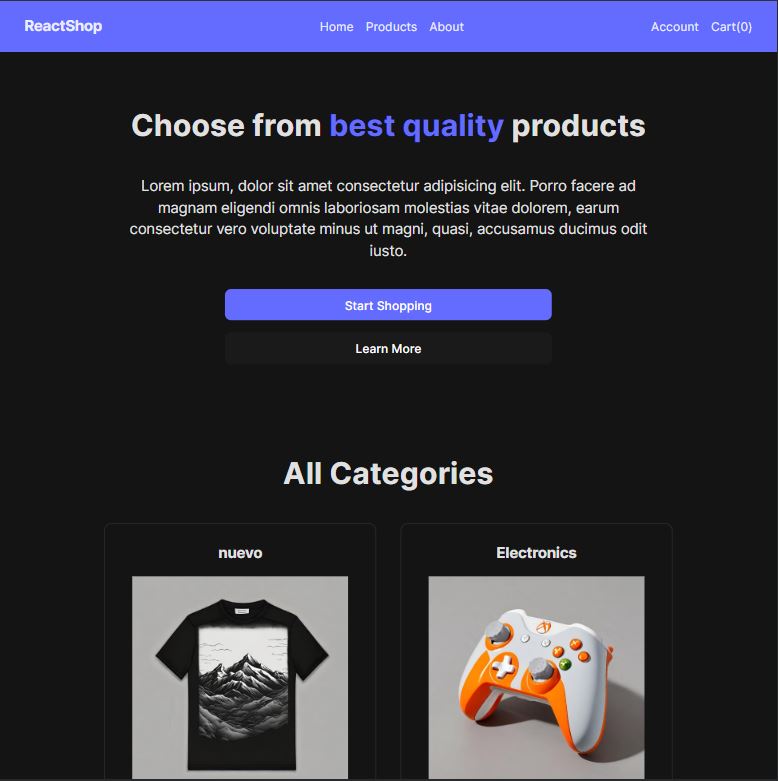 ReactShop Home Products About Account Cart(0)
Choose from best quality products
Lorem ipsum, dolor sit amet consectetur adipisicing elit. Porro facere ad
magnam eligendi omnis laboriosam molestias vitae dolorem, earum
consectetur vero voluptate minus ut magni, quasi, accusamus ducimus odit
iusto.
Start Shopping
Learn More
All Categories
nuevo Electronics